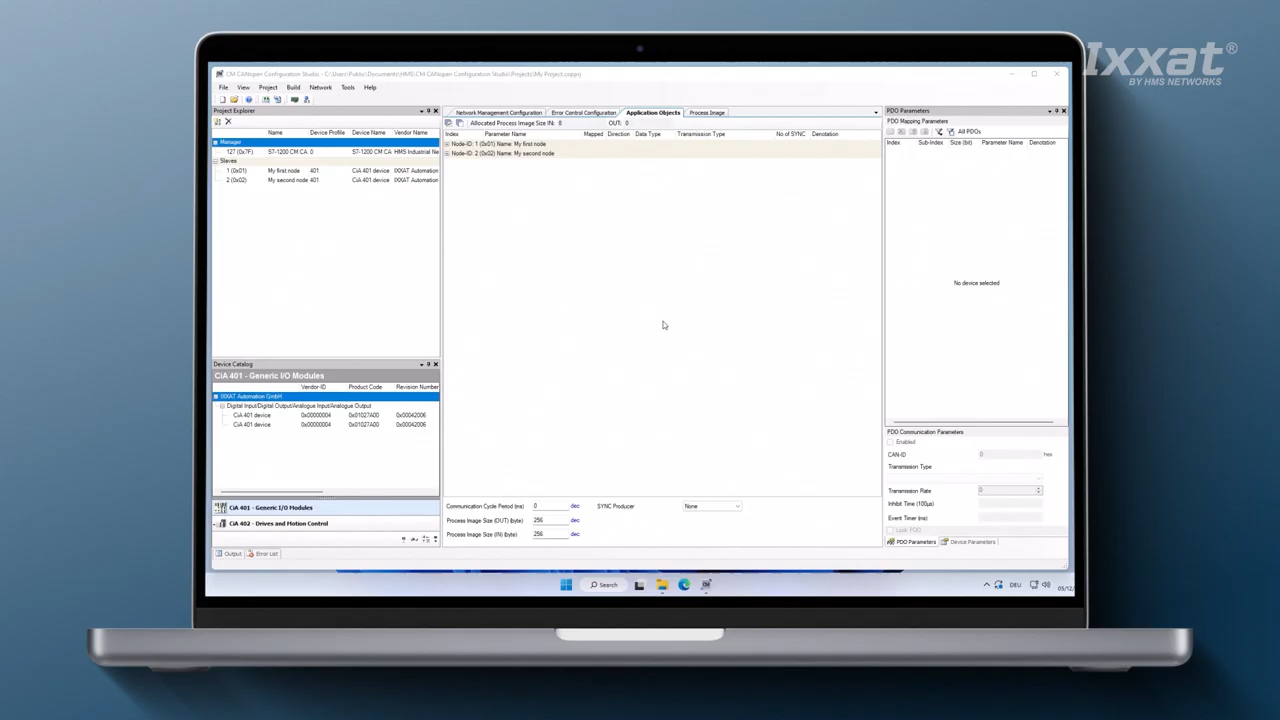 Ixxat®
BY HMS NETWORKS
CM CANopen Configuration Studio - C:\Users\Public\Documents\HMS\CM CANopen Configuration Studio\Projects\My Project.coprj
File View Project Build Network Tools Help
Project Explorer
Name Device Profile Device Name Vendor Name
Manager
127 (0x7F) S7-1200 CM CA 0 S7-1200 CM CA HMS Industrial Ne
Slaves
1 (0x01) My first node 401 CiA 401 device IXXAT Automation
2 (0x02) My second node 401 CiA 401 device IXXAT Automation
Device Catalog
CiA 401 - Generic I/O Modules
Vendor-ID Product Code Revision Number
IXXAT Automation GmbH
Digital Input/Digital Output/Analogue Input/Analogue Output
CiA 401 device 0x00000004 0x01027A00 0x00042006
CiA 401 device 0x00000004 0x01027A00 0x00042006
CiA 401 - Generic I/O Modules
CiA 402 - Drives and Motion Control
Output Error List
Network Management Configuration Error Control Configuration Application Objects Process Image
Allocated Process Image Size IN: 8 OUT: 0
Index Parameter Name Mapped Direction Data Type Transmission Type No of SYNC Denotation
Node-ID: 1 (0x01) Name: My first node
Node-ID: 2 (0x02) Name: My second node
Communication Cycle Period (ms) 0 dec SYNC Producer None
Process Image Size (OUT) (byte) 256 dec
Process Image Size (IN) (byte) 256 dec
PDO Parameters
PDO Mapping Parameters
All PDOs
Index Sub-Index Size (bit) Parameter Name Denotation
No device selected
PDO Communication Parameters
Enabled
CAN-ID 0 hex
Transmission Type
Transmission Rate 0
Inhibit Time (100µs)
Event Timer (ms)
Lock PDO
PDO Parameters Device Parameters
Search
DEU
05/12/